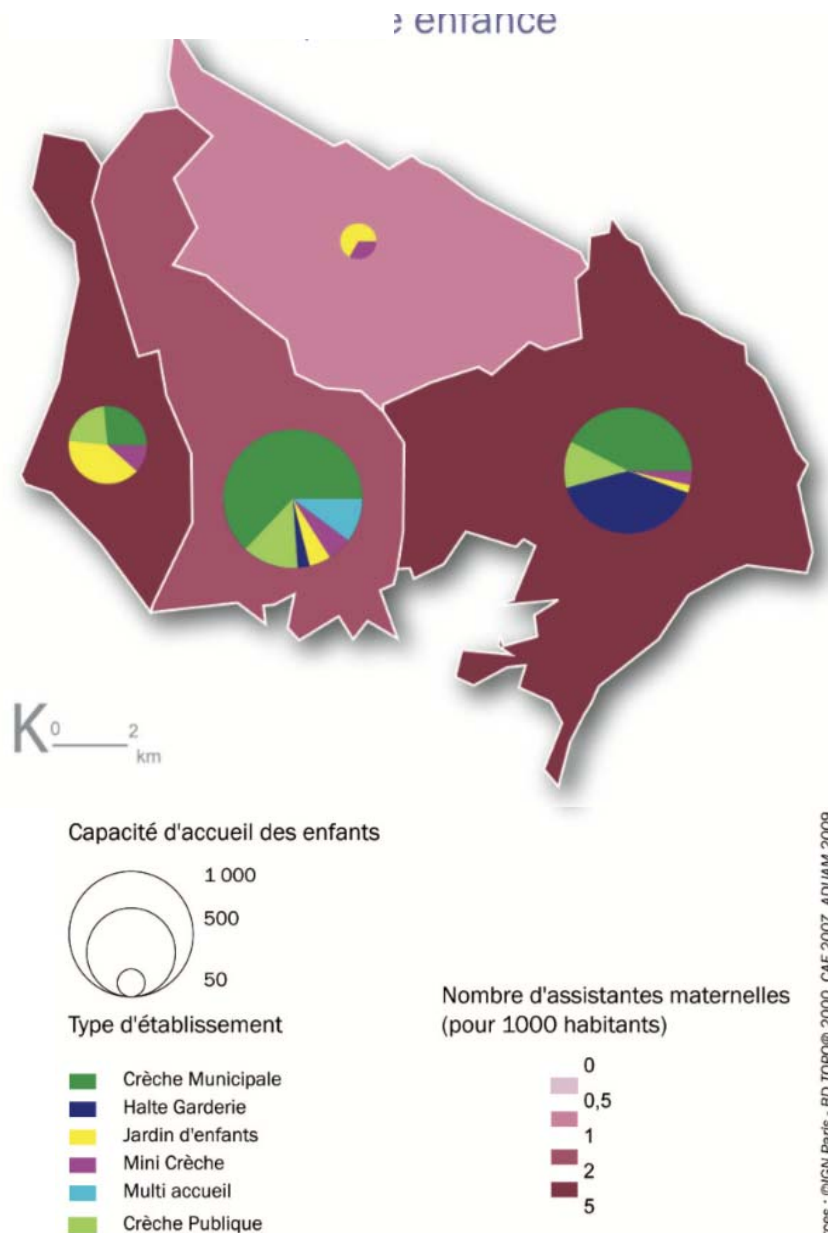 enfance
K 0 2
km
Capacité d'accueil des enfants
1 000
500
50
Type d'établissement
Crèche Municipale
Halte Garderie
Jardin d'enfants
Mini Crèche
Multi accueil
Crèche Publique
Nombre d'assistantes maternelles
(pour 1000 habitants)
0
0,5
1
2
5
©IGN Paris - BD TOPO® 2000, CAF 2007, ADUAM 2009